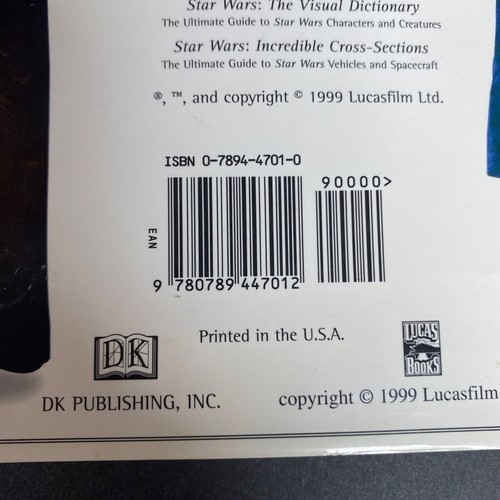 Star Wars: The Visual Dictionary
The Ultimate Guide to Star Wars Characters and Creatures
Star Wars: Incredible Cross-Sections
The Ultimate Guide to Star Wars Vehicles and Spacecraft
®, ™, and copyright © 1999 Lucasfilm Ltd.
ISBN 0-7894-4701-0
90000>
EAN
9 780789 447012
Printed in the U.S.A.
DK
LUCAS
BOOKS
DK PUBLISHING, INC.
copyright © 1999 Lucasfilm